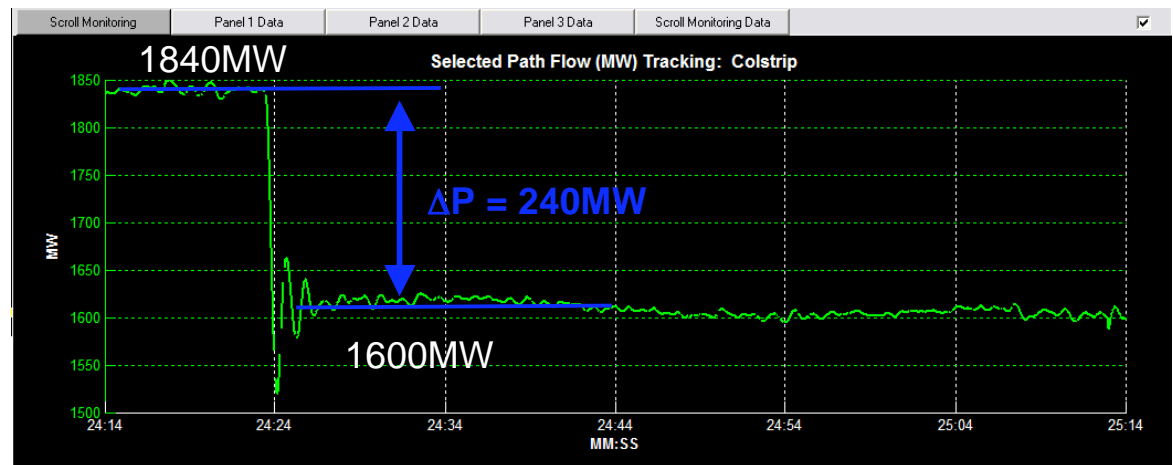 Scroll Monitoring Panel 1 Data Panel 2 Data Panel 3 Data Scroll Monitoring Data
1840MW
Selected Path Flow (MW) Tracking: Colstrip
1850
1800
1750
ΔP = 240MW
1700
MW
1650
1600
1600MW
1550
1500
24:14 24:24 24:34 24:44 24:54 25:04 25:14
MM:SS